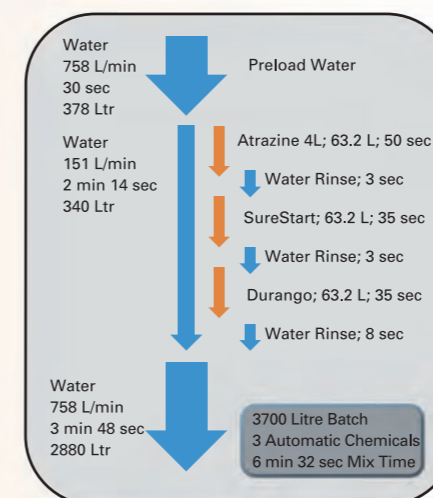 Water
758 L/min
30 sec
378 Ltr
Preload Water
Water
151 L/min
2 min 14 sec
340 Ltr
Atrazine 4L; 63.2 L; 50 sec
Water Rinse; 3 sec
SureStart; 63.2 L; 35 sec
Water Rinse; 3 sec
Durango; 63.2 L; 35 sec
Water Rinse; 8 sec
Water
758 L/min
3 min 48 sec
2880 Ltr
3700 Litre Batch
3 Automatic Chemicals
6 min 32 sec Mix Time